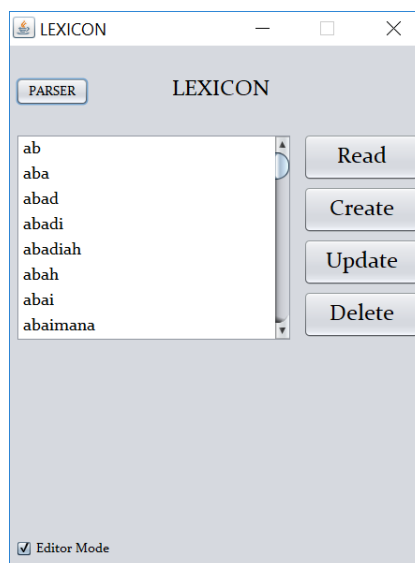 LEXICON
PARSER
LEXICON
ab
aba
abad
abadi
abadiah
abah
abai
abaimana
Read
Create
Update
Delete
Editor Mode